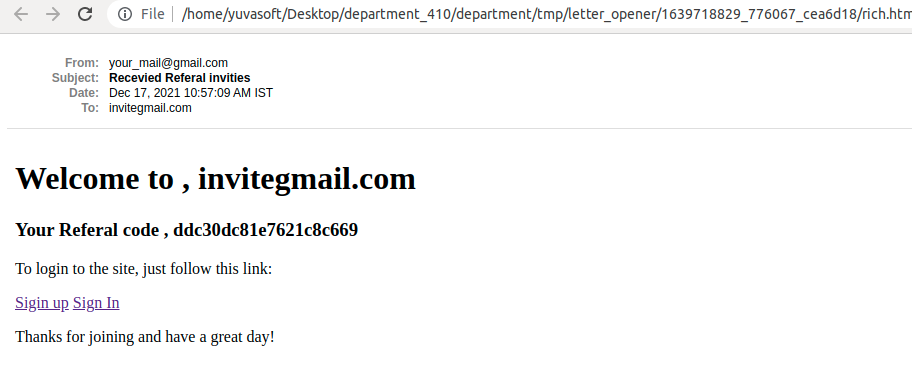 File /home/yuvasoft/Desktop/department_410/department/tmp/letter_opener/1639718829_776067_cea6d18/rich.htm
From: your_mail@gmail.com
Subject: Recevied Referal invities
Date: Dec 17, 2021 10:57:09 AM IST
To: invitegmail.com
Welcome to , invitegmail.com
Your Referal code , ddc30dc81e7621c8c669
To login to the site, just follow this link:
Sigin up Sign In
Thanks for joining and have a great day!